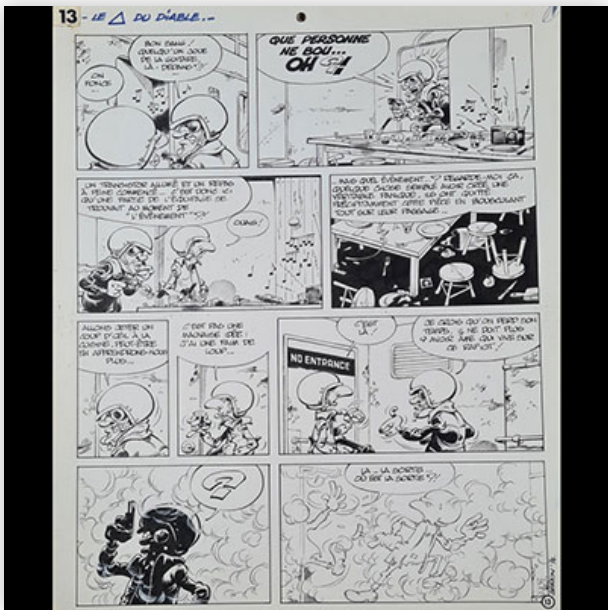 13 - LE △ DU DIABLE.-
BON SANG !
QUELQU'UN JOUE
DE LA GUITARE
LÀ-DEDANS !
ON
FONCE
QUE PERSONNE
NE BOU...
OH
UN TRANSISTOR ALLUMÉ ET UN REPAS
À PEINE COMMENCÉ... C'EST DONC ICI
QU'UNE PARTIE DE L'ÉQUIPAGE SE
TROUVAIT AU MOMENT DE
"L'ÉVÉNEMENT"
OUAIS!
...MAIS QUEL ÉVÉNEMENT...? REGARDE-MOI ÇA,
QUELQUE CHOSE SEMBLE AVOIR CRÉÉ UNE
VÉRITABLE PANIQUE, ILS ONT QUITTÉ
PRÉCIPITAMMENT CETTE PIÈCE EN BOUSCULANT
TOUT SUR LEUR PASSAGE...
ALLONS JETER UN
COUP D'ŒIL À LA
CUISINE, PEUT-ÊTRE
EN APPRENDRONS-NOUS
PLUS...
C'EST PAS UNE
MAUVAISE IDÉE !
J'AI UNE FAIM DE
LOUP...
NO ENTRANCE
C'EST
LÀ !
JE CROIS QU'ON PERD SON
TEMPS, IL NE DOIT PLUS
Y AVOIR ÂME QUI VIVE SUR
CE RAFIOT !
?
LA... LA SORTIE...
OÙ EST LA SORTIE ?!
13